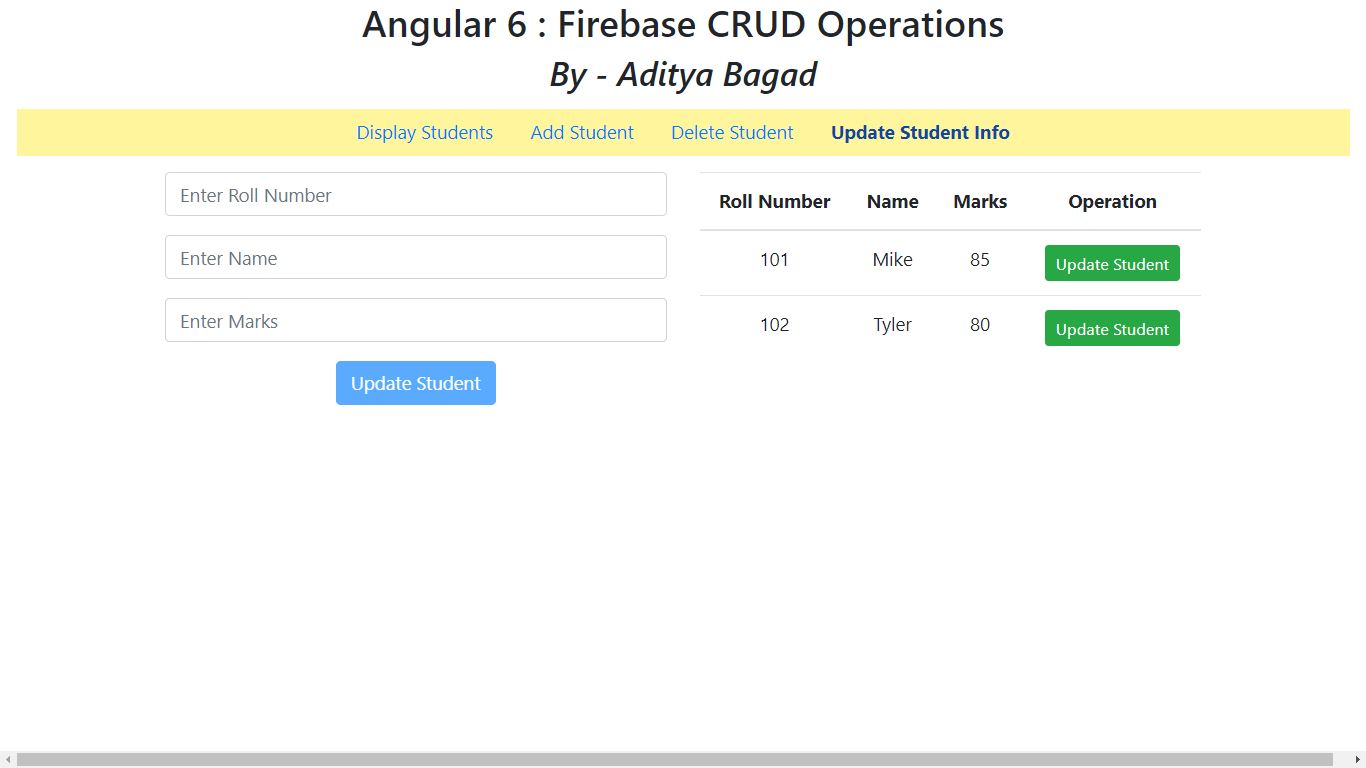 Angular 6 : Firebase CRUD Operations
By - Aditya Bagad
Display Students Add Student Delete Student Update Student Info
Enter Roll Number
Enter Name
Enter Marks
Update Student
Roll Number Name Marks Operation
101 Mike 85 Update Student
102 Tyler 80 Update Student